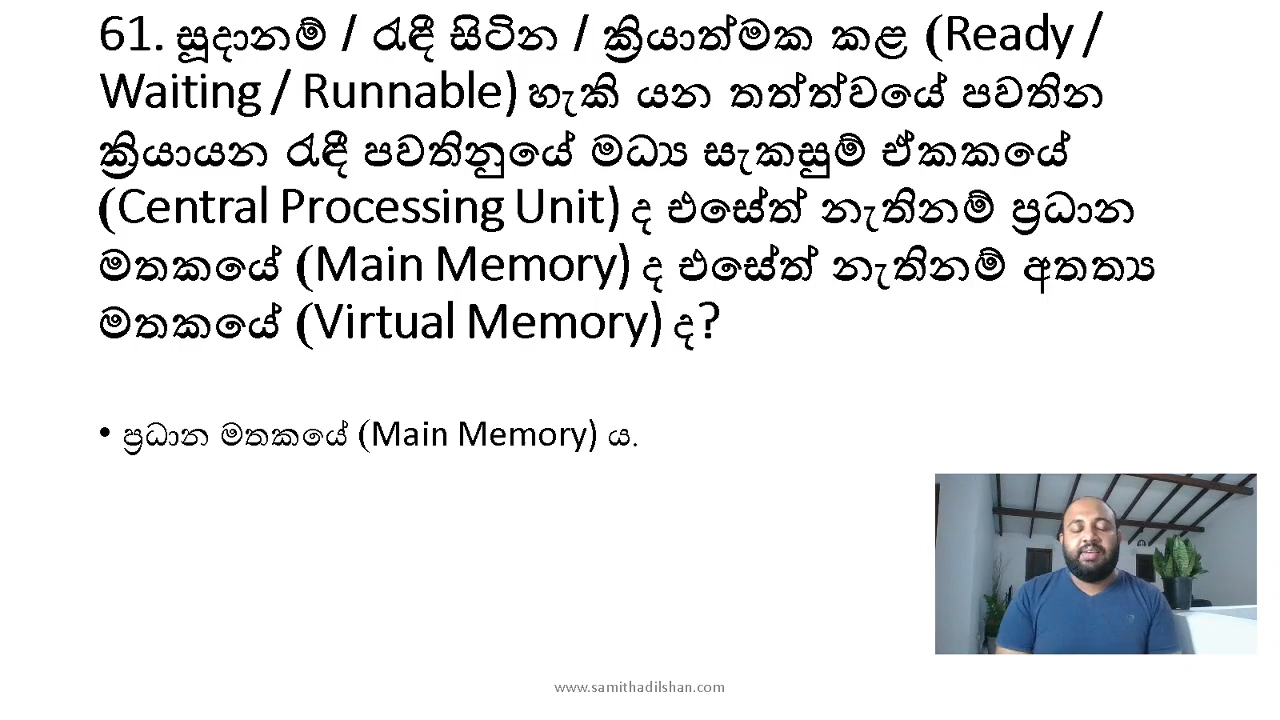 61. සූදානම් / රැඳී සිටින / ක්‍රියාත්මක කළ (Ready /
Waiting / Runnable) හැකි යන තත්ත්වයේ පවතින
ක්‍රියායන රැඳී පවතිනුයේ මධ්‍ය සැකසුම් ඒකකයේ
(Central Processing Unit) ද එසේත් නැතිනම් ප්‍රධාන
මතකයේ (Main Memory) ද එසේත් නැතිනම් අතත්‍ය
මතකයේ (Virtual Memory) ද?
• ප්‍රධාන මතකයේ (Main Memory) ය.
www.samithadilshan.com